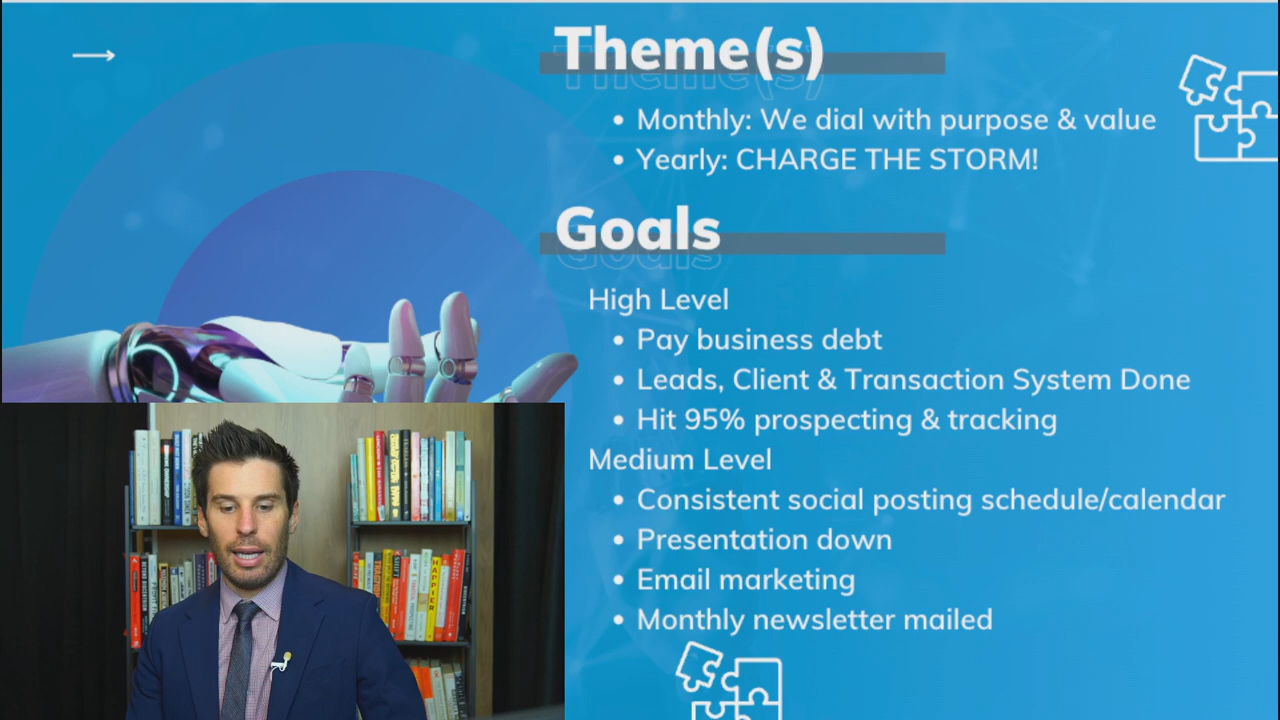 Theme(s)
• Monthly: We dial with purpose & value
• Yearly: CHARGE THE STORM!
Goals
High Level
• Pay business debt
• Leads, Client & Transaction System Done
• Hit 95% prospecting & tracking
Medium Level
• Consistent social posting schedule/calendar
• Presentation down
• Email marketing
• Monthly newsletter mailed
SHIFT
HAPPIER